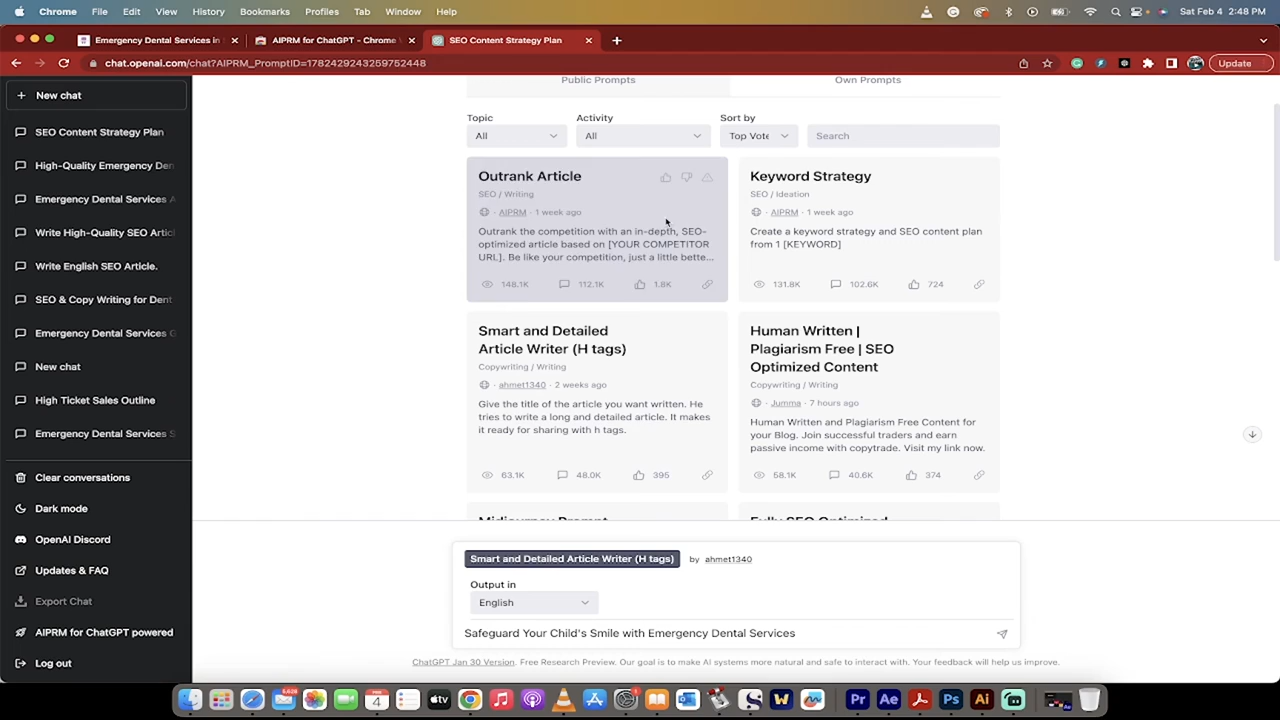 Chrome File Edit View History Bookmarks Profiles Tab Window Help Sat Feb 4 2:48 PM
Emergency Dental Services in AIPRM for ChatGPT - Chrome SEO Content Strategy Plan
chat.openai.com/chat?AIPRM_PromptID=1782429243259752448 Update
New chat
SEO Content Strategy Plan
High-Quality Emergency Den
Emergency Dental Services A
Write High-Quality SEO Artic
Write English SEO Article.
SEO & Copy Writing for Dent
Emergency Dental Services G
New chat
High Ticket Sales Outline
Emergency Dental Services S
Clear conversations
Dark mode
OpenAI Discord
Updates & FAQ
Export Chat
AIPRM for ChatGPT powered
Log out
Public Prompts Own Prompts
Topic Activity Sort by
All All Top Vote Search
Outrank Article
SEO / Writing
· AIPRM · 1 week ago
Outrank the competition with an in-depth, SEO-
optimized article based on [YOUR COMPETITOR
URL]. Be like your competition, just a little bette...
148.1K 112.1K 1.8K
Keyword Strategy
SEO / Ideation
· AIPRM · 1 week ago
Create a keyword strategy and SEO content plan
from 1 [KEYWORD]
131.8K 102.6K 724
Smart and Detailed
Article Writer (H tags)
Copywriting / Writing
· ahmet1340 · 2 weeks ago
Give the title of the article you want written. He
tries to write a long and detailed article. It makes
it ready for sharing with h tags.
63.1K 48.0K 395
Human Written |
Plagiarism Free | SEO
Optimized Content
Copywriting / Writing
· Jumma · 7 hours ago
Human Written and Plagiarism Free Content for
your Blog. Join successful traders and earn
passive income with copytrade. Visit my link now.
58.1K 40.6K 374
Midjourney Prompt
Fully SEO Optimized
Smart and Detailed Article Writer (H tags) by ahmet1340
Output in
English
Safeguard Your Child's Smile with Emergency Dental Services
ChatGPT Jan 30 Version. Free Research Preview. Our goal is to make AI systems more natural and safe to interact with. Your feedback will help us improve.